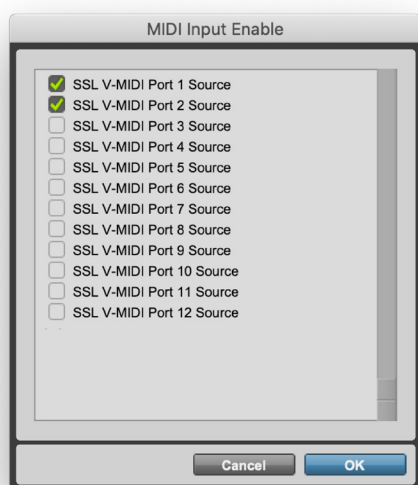 MIDI Input Enable
SSL V-MIDI Port 1 Source
SSL V-MIDI Port 2 Source
SSL V-MIDI Port 3 Source
SSL V-MIDI Port 4 Source
SSL V-MIDI Port 5 Source
SSL V-MIDI Port 6 Source
SSL V-MIDI Port 7 Source
SSL V-MIDI Port 8 Source
SSL V-MIDI Port 9 Source
SSL V-MIDI Port 10 Source
SSL V-MIDI Port 11 Source
SSL V-MIDI Port 12 Source
Cancel OK